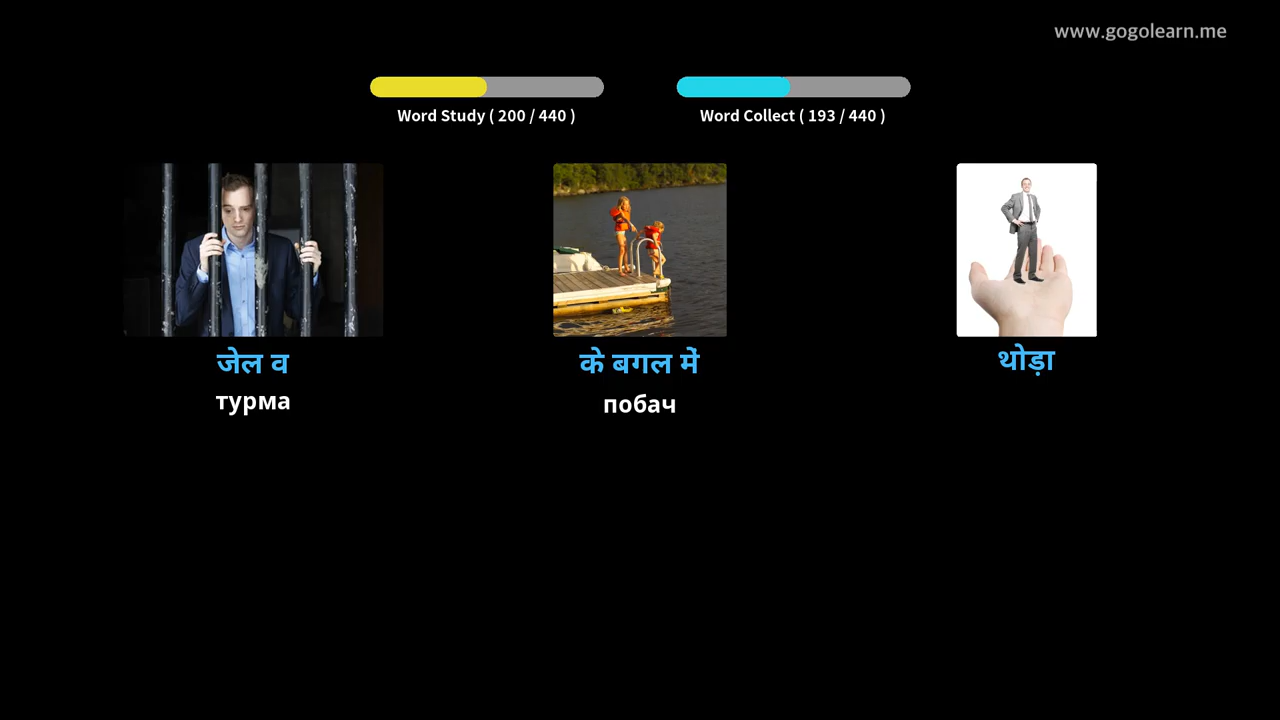 www.gogolearn.me
Word Study ( 200 / 440 )
Word Collect ( 193 / 440 )
जेल व
के बगल में
थोड़ा
турма
побач